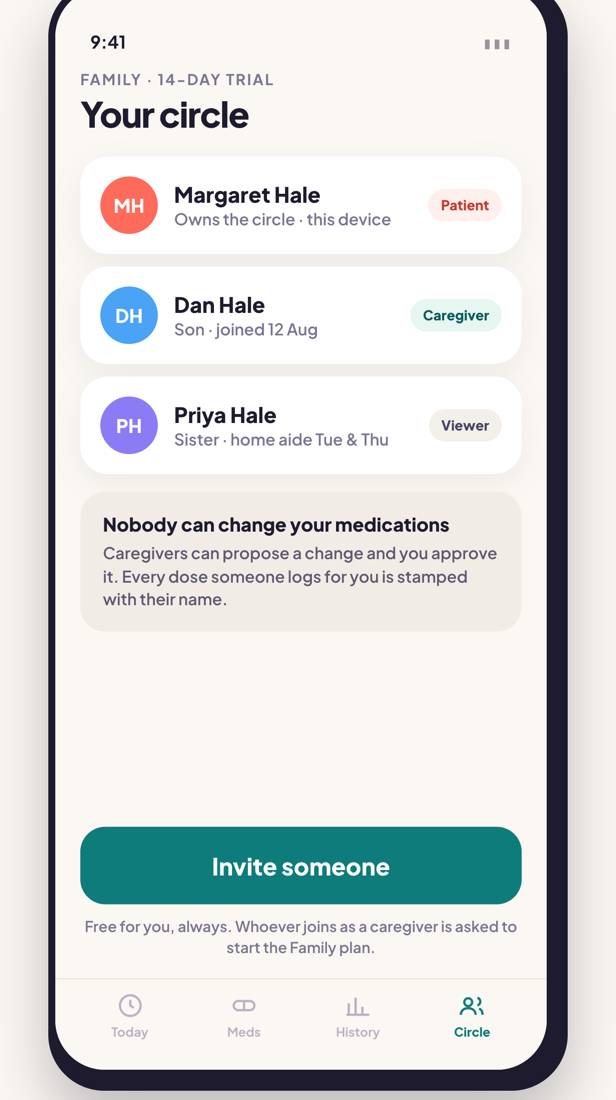 9:41
FAMILY · 14-DAY TRIAL
Your circle
MH
Margaret Hale
Owns the circle · this device
Patient
DH
Dan Hale
Son · joined 12 Aug
Caregiver
PH
Priya Hale
Sister · home aide Tue & Thu
Viewer
Nobody can change your medications
Caregivers can propose a change and you approve
it. Every dose someone logs for you is stamped
with their name.
Invite someone
Free for you, always. Whoever joins as a caregiver is asked to
start the Family plan.
Today
Meds
History
Circle